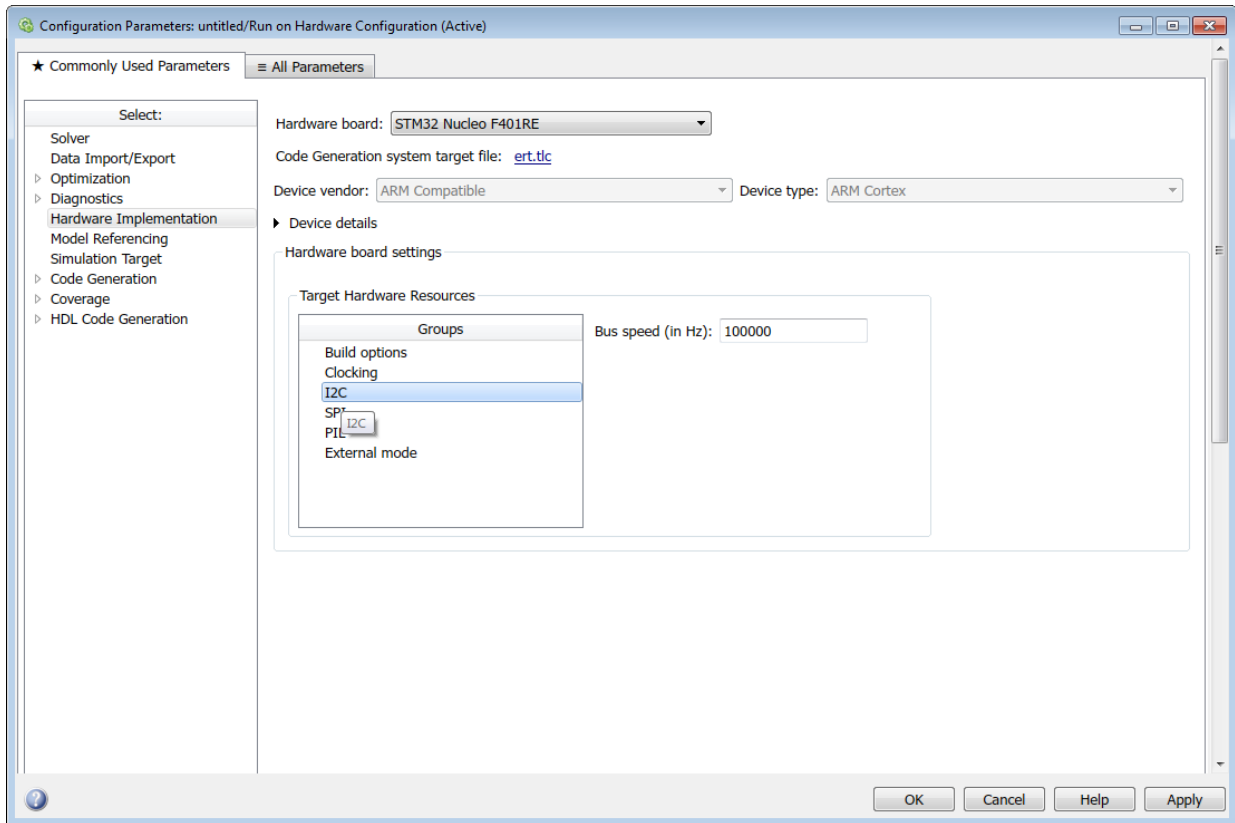 Configuration Parameters: untitled/Run on Hardware Configuration (Active)
★ Commonly Used Parameters
≡ All Parameters
Select:
Solver
Data Import/Export
Optimization
Diagnostics
Hardware Implementation
Model Referencing
Simulation Target
Code Generation
Coverage
HDL Code Generation
Hardware board: STM32 Nucleo F401RE
Code Generation system target file: ert.tlc
Device vendor: ARM Compatible Device type: ARM Cortex
Device details
Hardware board settings
Target Hardware Resources
Groups
Build options
Clocking
I2C
SPI
I2C
PIL
External mode
Bus speed (in Hz): 100000
OK Cancel Help Apply